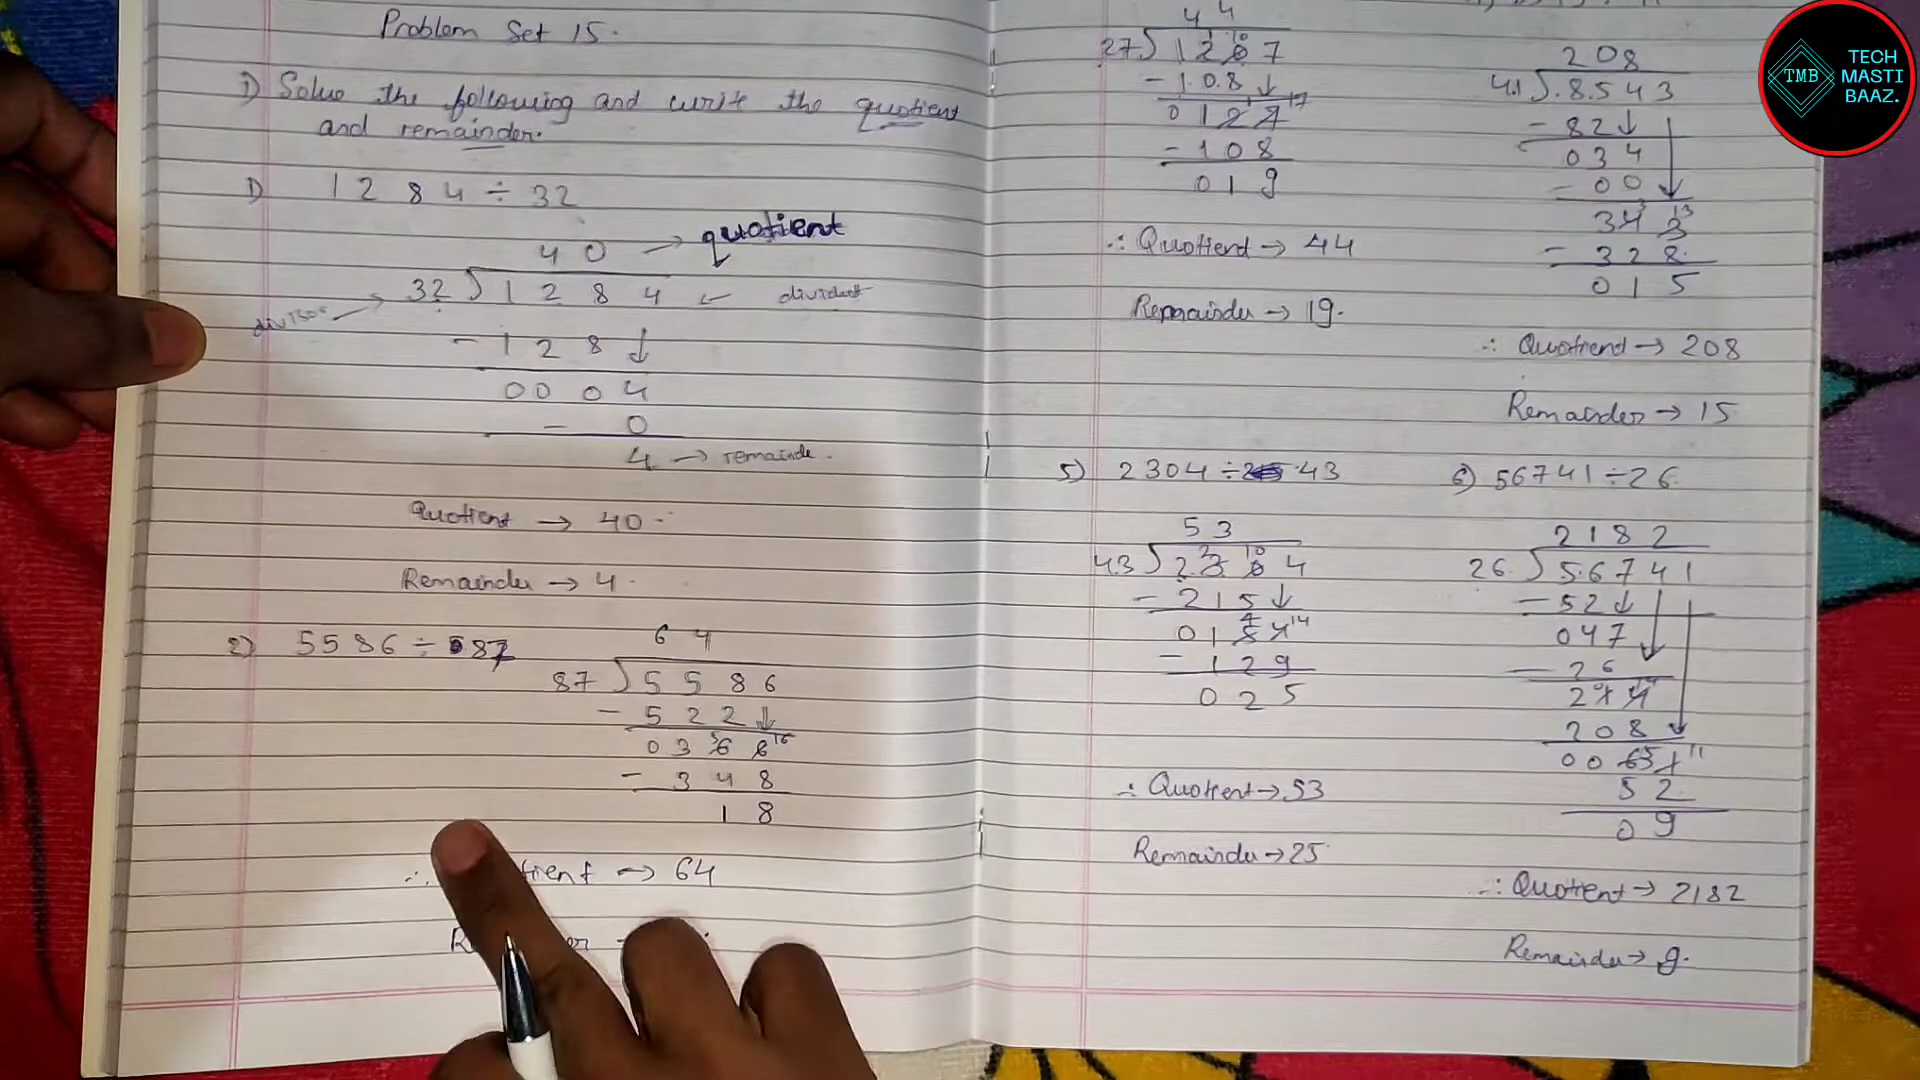 Problem Set 15.
1) Solve the following and write the quotient
and remainder.
1) 1284 ÷ 32
40 → quotient
32 ) 1284 ← divident
divisor →
- 128↓
0004
- 0
4 → remainde.
Quotient → 40.
Remainder → 4.
2) 5586 ÷ 87
64
87 ) 5586
- 522↓
0366
- 348
18
∴ tient → 64
44
27 ) 1207
- 108↓
0127
- 108
019
∴ Quotient → 44
Remainder → 19.
208
41 ) 8543
- 82↓
034
- 00
343
- 328
015
∴ Quotiend → 208
Remainder → 15
5) 2304 ÷ 43
53
43 ) 2304
- 215↓
0154
- 129
025
∴ Quotient → 53
Remainder → 25
6) 56741 ÷ 26
2182
26 ) 56741
- 52↓
047
- 26
214
208
0061
52
09
∴ Quotient → 2182
Remainder → 9.
TMB
TECH
MASTI
BAAZ.